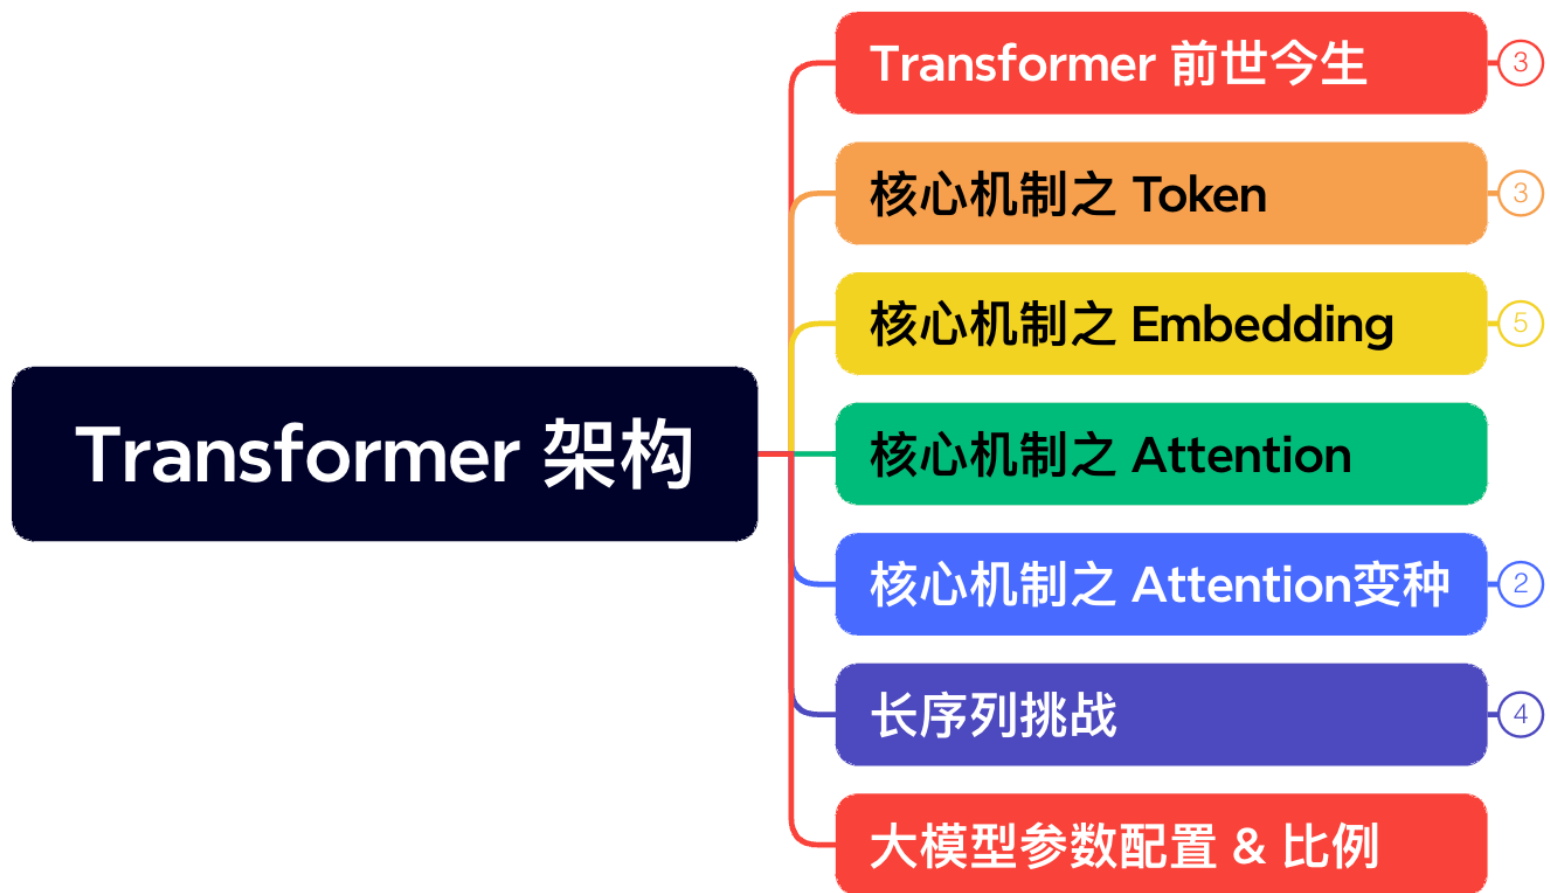 Transformer 架构
Transformer 前世今生
3
核心机制之 Token
3
核心机制之 Embedding
5
核心机制之 Attention
核心机制之 Attention变种
2
长序列挑战
4
大模型参数配置 & 比例